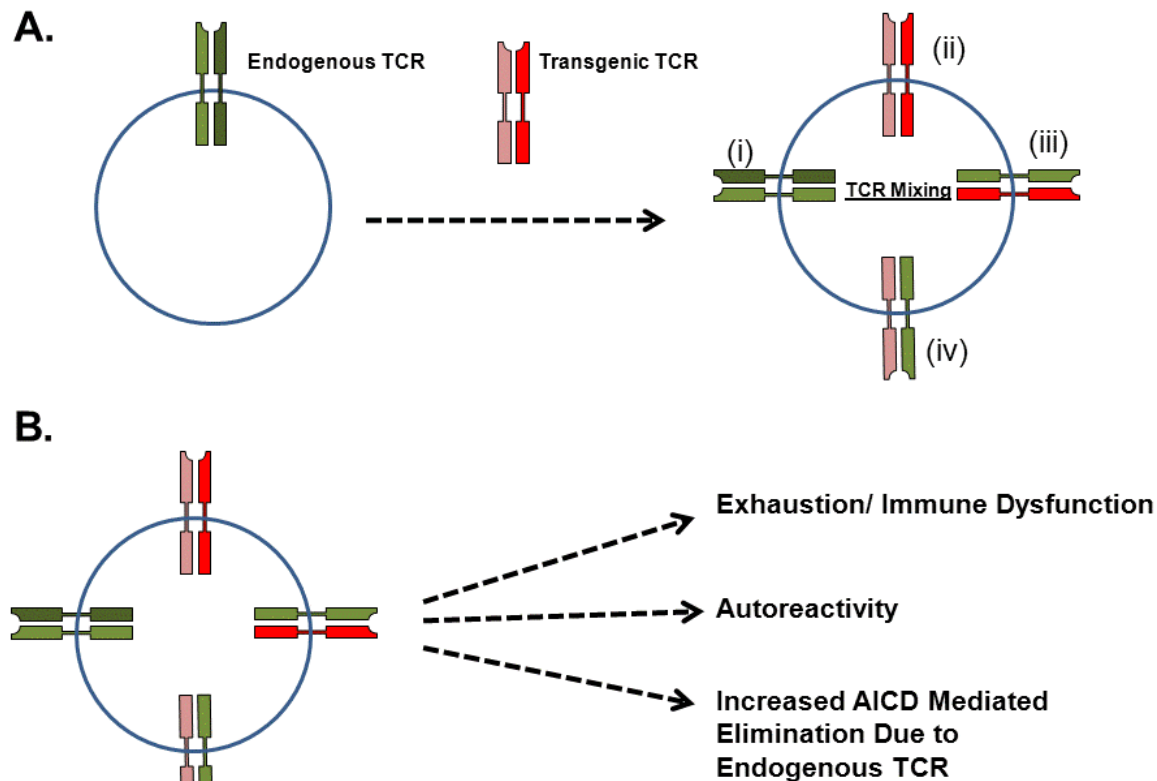 A.
Endogenous TCR
Transgenic TCR
(ii)
(i)
(iii)
TCR Mixing
(iv)
B.
Exhaustion/ Immune Dysfunction
Autoreactivity
Increased AICD Mediated
Elimination Due to
Endogenous TCR